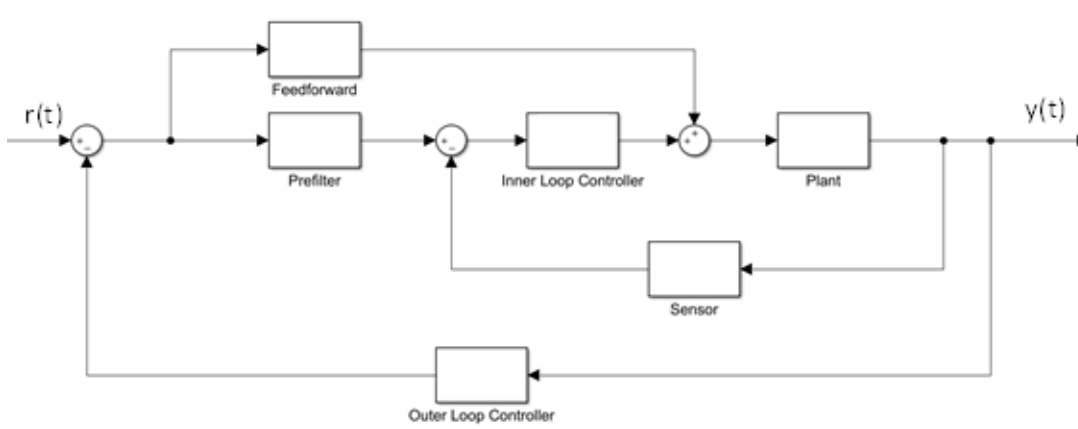 Feedforward
r(t)
y(t)
+
−
Prefilter
+
−
Inner Loop Controller
+
+
Plant
Sensor
Outer Loop Controller